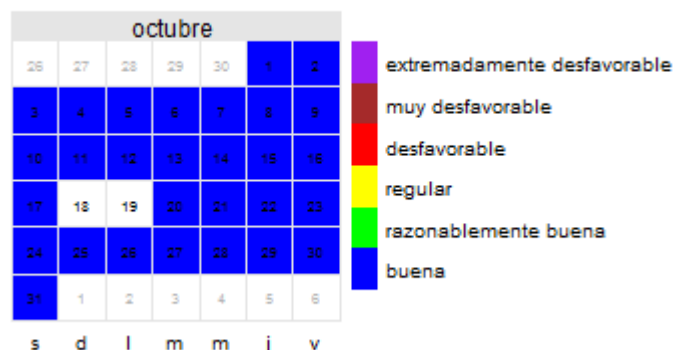 octubre
26 27 28 29 30 1 2
3 4 5 6 7 8 9
10 11 12 13 14 15 16
17 18 19 20 21 22 23
24 25 26 27 28 29 30
31 1 2 3 4 5 6
s d l m m j v
extremadamente desfavorable
muy desfavorable
desfavorable
regular
razonablemente buena
buena